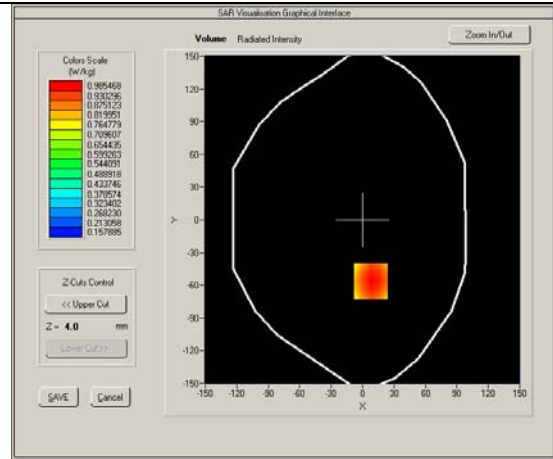 SAR Visualisation Graphical Interface
Volume Radiated Intensity
Zoom In/Out
Colors Scale
(W/kg)
0.985468
0.930296
0.875123
0.819951
0.764779
0.709607
0.654435
0.599263
0.544091
0.488918
0.433746
0.378574
0.323402
0.268230
0.213058
0.157885
Z-Cuts Control
<< Upper Cut
Z = 4.0 mm
Lower Cut >>
SAVE
Cancel
150
120
90
60
30
0
-30
-60
-90
-120
-150
Y
-150 -120 -90 -60 -30 0 30 60 90 120 150
X